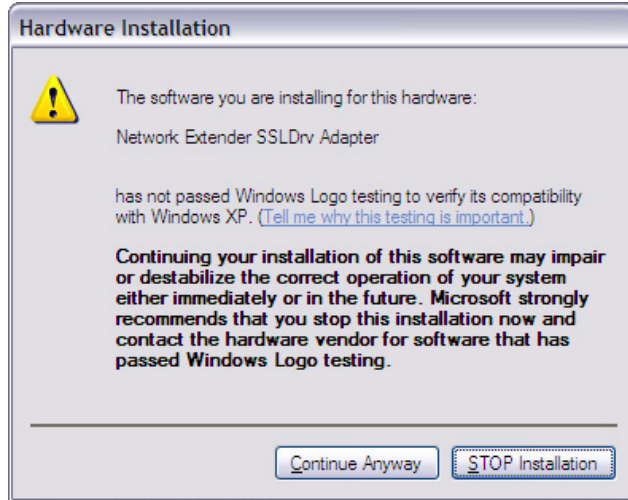 Hardware Installation
The software you are installing for this hardware:
Network Extender SSLDrv Adapter
has not passed Windows Logo testing to verify its compatibility
with Windows XP. (Tell me why this testing is important.)
Continuing your installation of this software may impair
or destabilize the correct operation of your system
either immediately or in the future. Microsoft strongly
recommends that you stop this installation now and
contact the hardware vendor for software that has
passed Windows Logo testing.
Continue Anyway
STOP Installation